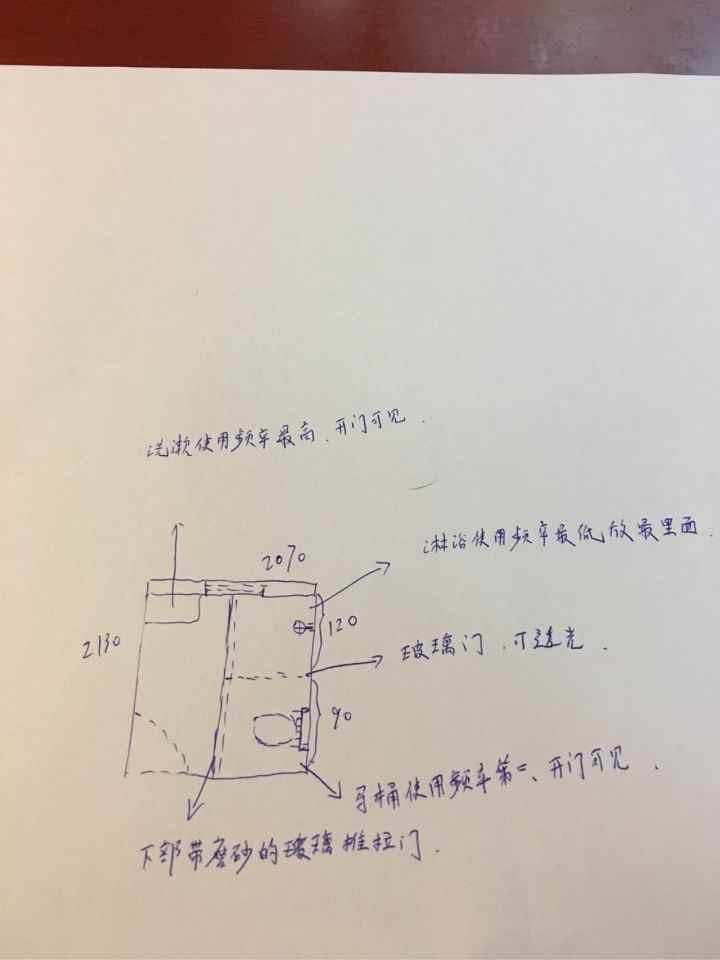 洗漱使用频率最高、开门可见.
淋浴使用频率最低放最里面.
2070
2130
120
玻璃门.可透光.
90
马桶使用频率第二、开门可见.
下部带磨砂的玻璃推拉门.